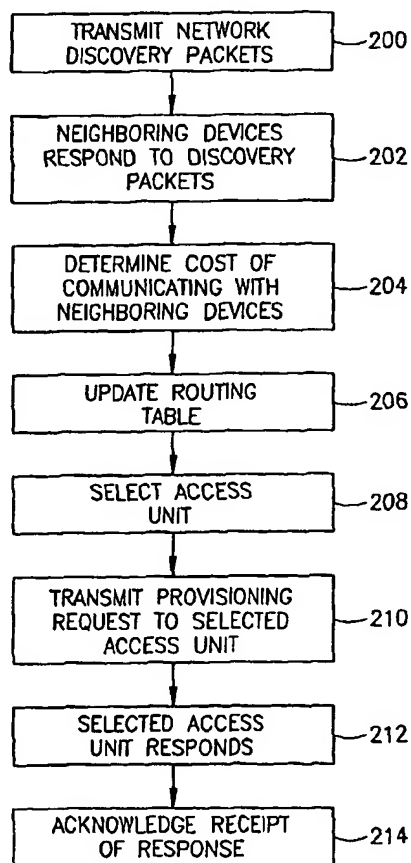 TRANSMIT NETWORK
DISCOVERY PACKETS
200
NEIGHBORING DEVICES
RESPOND TO DISCOVERY
PACKETS
202
DETERMINE COST OF
COMMUNICATING WITH
NEIGHBORING DEVICES
204
UPDATE ROUTING
TABLE
206
SELECT ACCESS
UNIT
208
TRANSMIT PROVISIONING
REQUEST TO SELECTED
ACCESS UNIT
210
SELECTED ACCESS
UNIT RESPONDS
212
ACKNOWLEDGE RECEIPT
OF RESPONSE
214